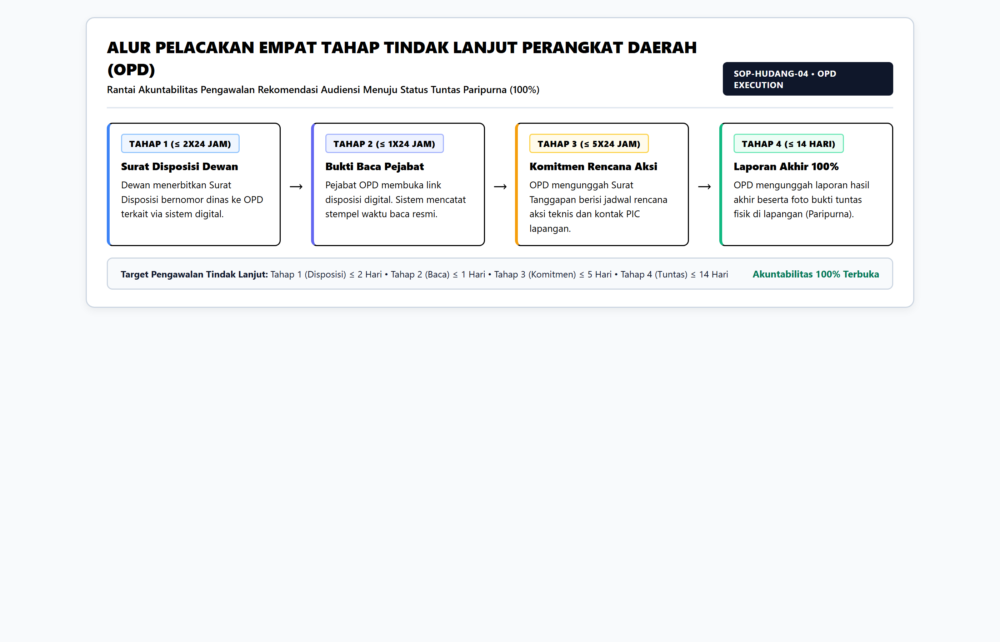 ALUR PELACAKAN EMPAT TAHAP TINDAK LANJUT PERANGKAT DAERAH
(OPD)
Rantai Akuntabilitas Pengawalan Rekomendasi Audiensi Menuju Status Tuntas Paripurna (100%)
SOP-HUDANG-04 • OPD
EXECUTION
TAHAP 1 (≤ 2X24 JAM)
Surat Disposisi Dewan
Dewan menerbitkan Surat
Disposisi bernomor dinas ke OPD
terkait via sistem digital.
→
TAHAP 2 (≤ 1X24 JAM)
Bukti Baca Pejabat
Pejabat OPD membuka link
disposisi digital. Sistem mencatat
stempel waktu baca resmi.
→
TAHAP 3 (≤ 5X24 JAM)
Komitmen Rencana Aksi
OPD mengunggah Surat
Tanggapan berisi jadwal rencana
aksi teknis dan kontak PIC
lapangan.
→
TAHAP 4 (≤ 14 HARI)
Laporan Akhir 100%
OPD mengunggah laporan hasil
akhir beserta foto bukti tuntas
fisik di lapangan (Paripurna).
Target Pengawalan Tindak Lanjut: Tahap 1 (Disposisi) ≤ 2 Hari • Tahap 2 (Baca) ≤ 1 Hari • Tahap 3 (Komitmen) ≤ 5 Hari • Tahap 4 (Tuntas) ≤ 14 Hari
Akuntabilitas 100% Terbuka